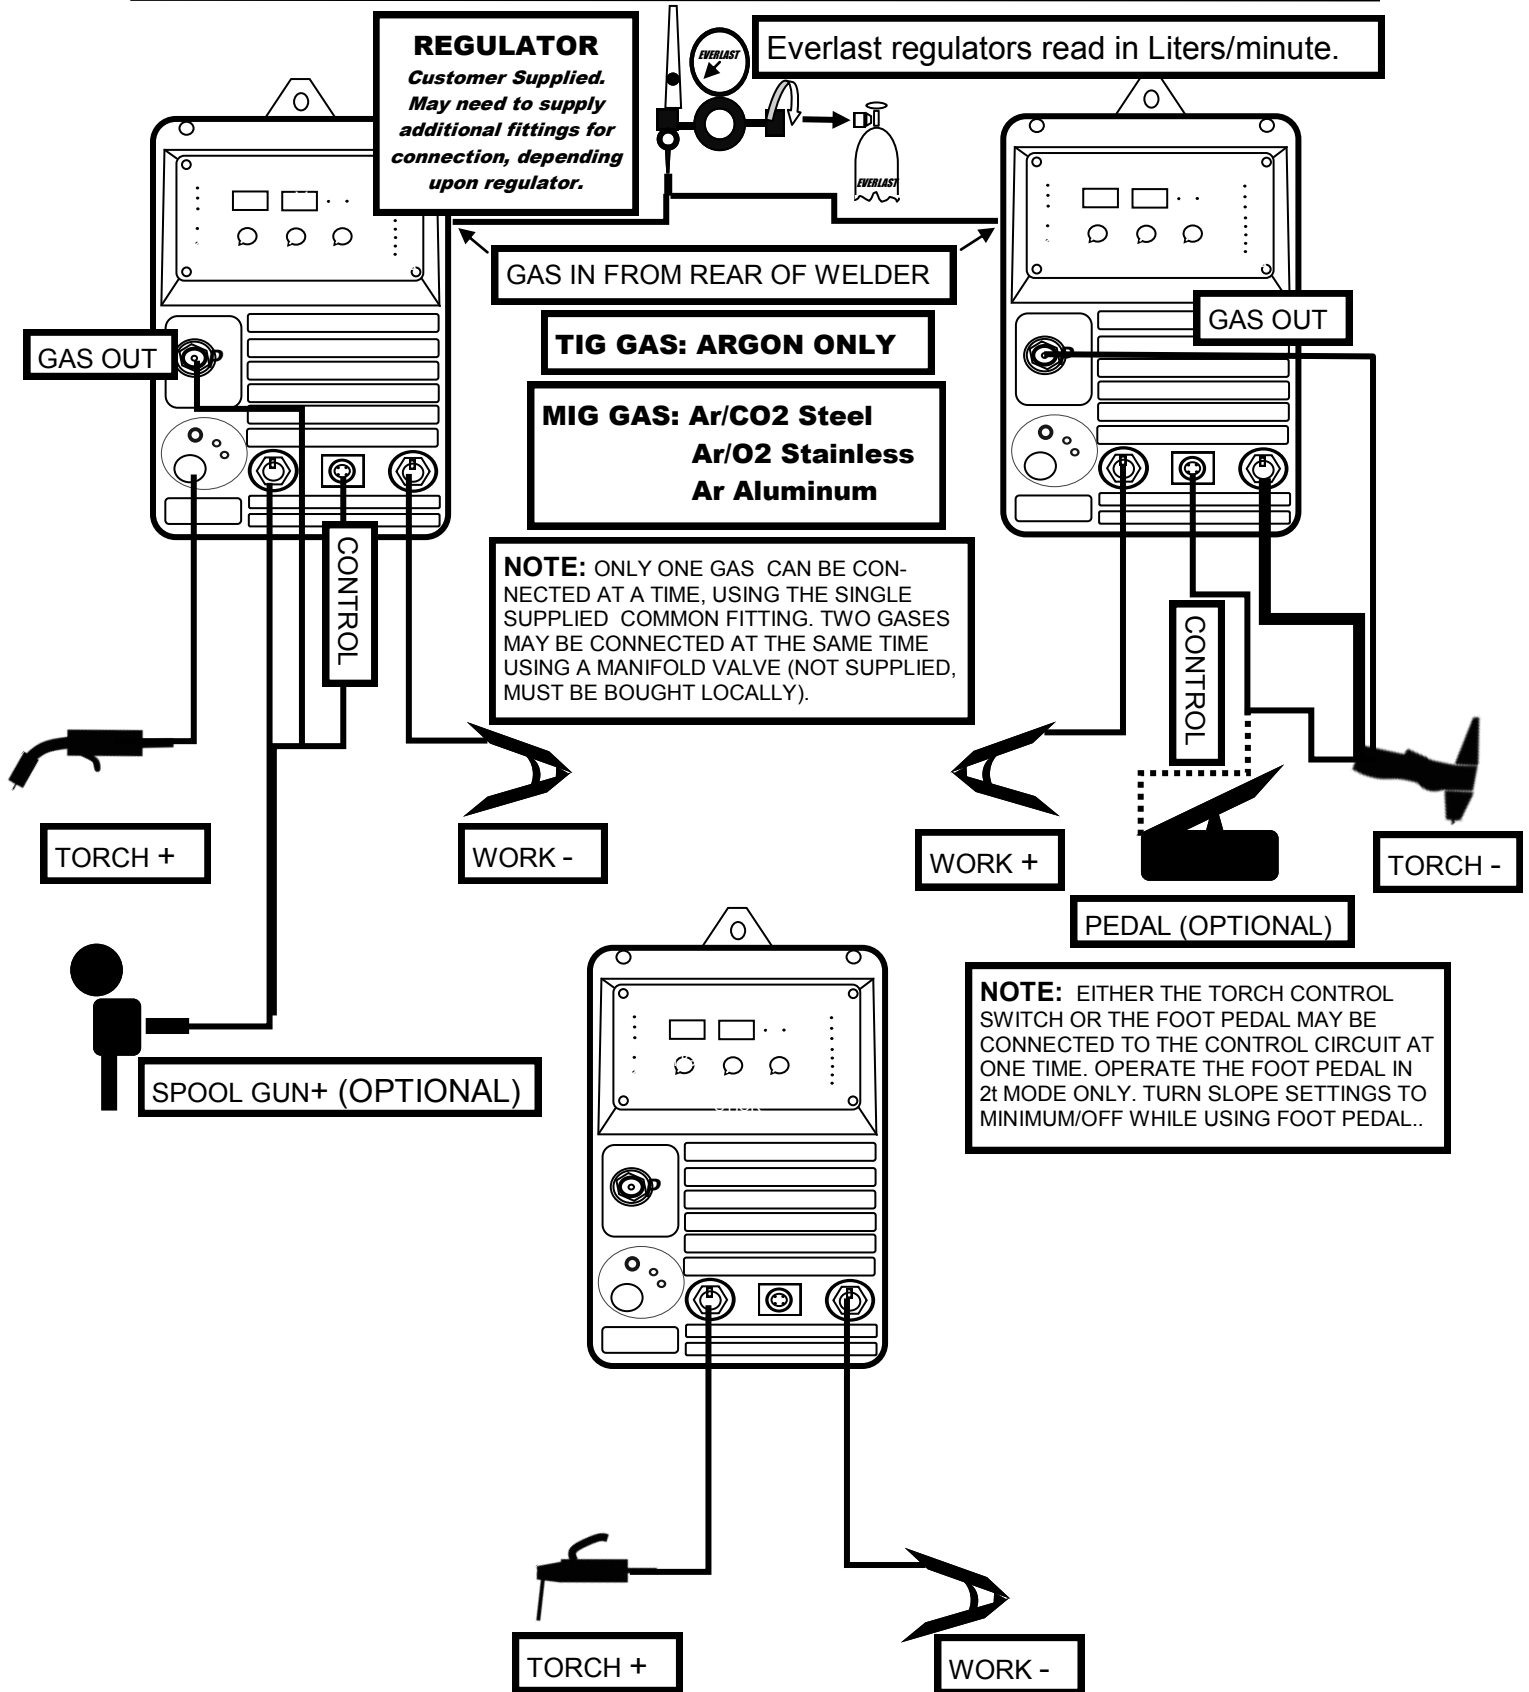 REGULATOR
Customer Supplied.
May need to supply
additional fittings for
connection, depending
upon regulator.
EVERLAST
Everlast regulators read in Liters/minute.
EVERLAST
GAS IN FROM REAR OF WELDER
GAS OUT
GAS OUT
TIG GAS: ARGON ONLY
MIG GAS: Ar/CO2 Steel
Ar/O2 Stainless
Ar Aluminum
NOTE: ONLY ONE GAS CAN BE CON-
NECTED AT A TIME, USING THE SINGLE
SUPPLIED COMMON FITTING. TWO GASES
MAY BE CONNECTED AT THE SAME TIME
USING A MANIFOLD VALVE (NOT SUPPLIED,
MUST BE BOUGHT LOCALLY).
CONTROL
CONTROL
TORCH +
WORK -
WORK +
TORCH -
PEDAL (OPTIONAL)
SPOOL GUN+ (OPTIONAL)
NOTE: EITHER THE TORCH CONTROL
SWITCH OR THE FOOT PEDAL MAY BE
CONNECTED TO THE CONTROL CIRCUIT AT
ONE TIME. OPERATE THE FOOT PEDAL IN
2t MODE ONLY. TURN SLOPE SETTINGS TO
MINIMUM/OFF WHILE USING FOOT PEDAL..
TORCH +
WORK -